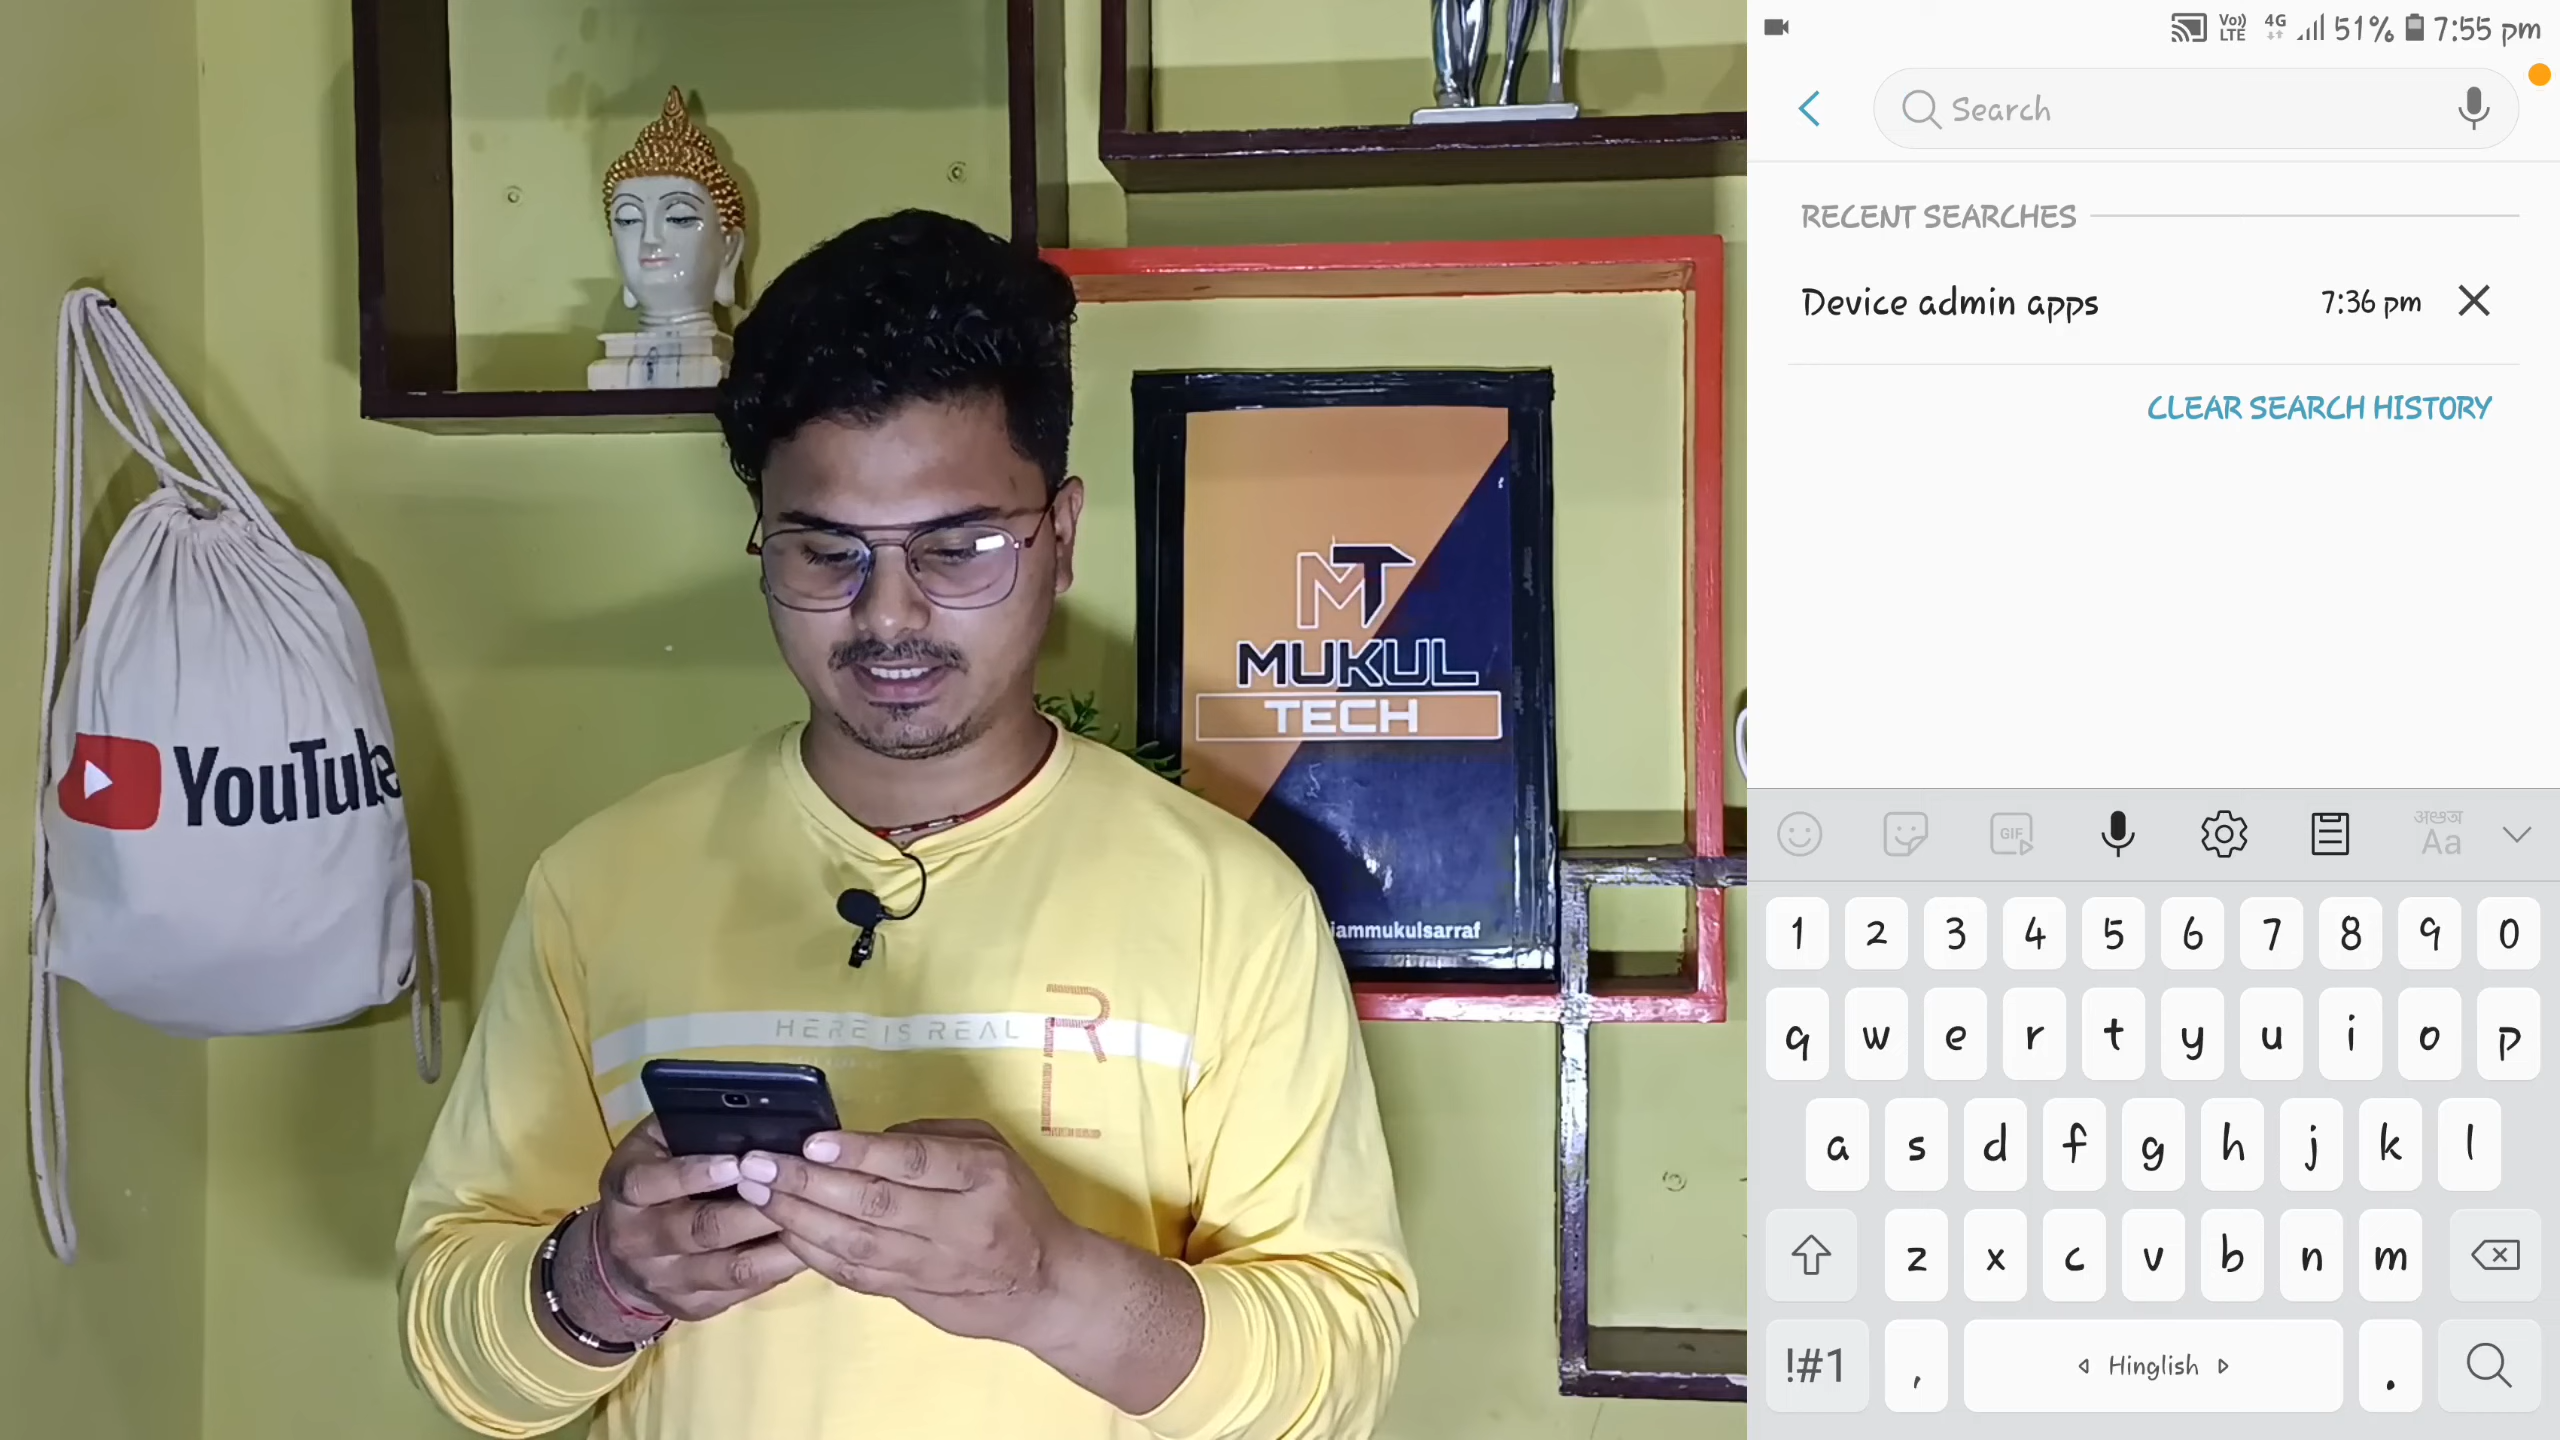 YouTube
MT
MUKUL
TECH
iammukulsarraf
HERE IS REAL
R
Vo)) LTE 4G 51% 7:55 pm
Search
RECENT SEARCHES
Device admin apps 7:36 pm
CLEAR SEARCH HISTORY
GIF Aa
1 2 3 4 5 6 7 8 9 0
q w e r t y u i o p
a s d f g h j k l
z x c v b n m
!#1 , Hinglish .